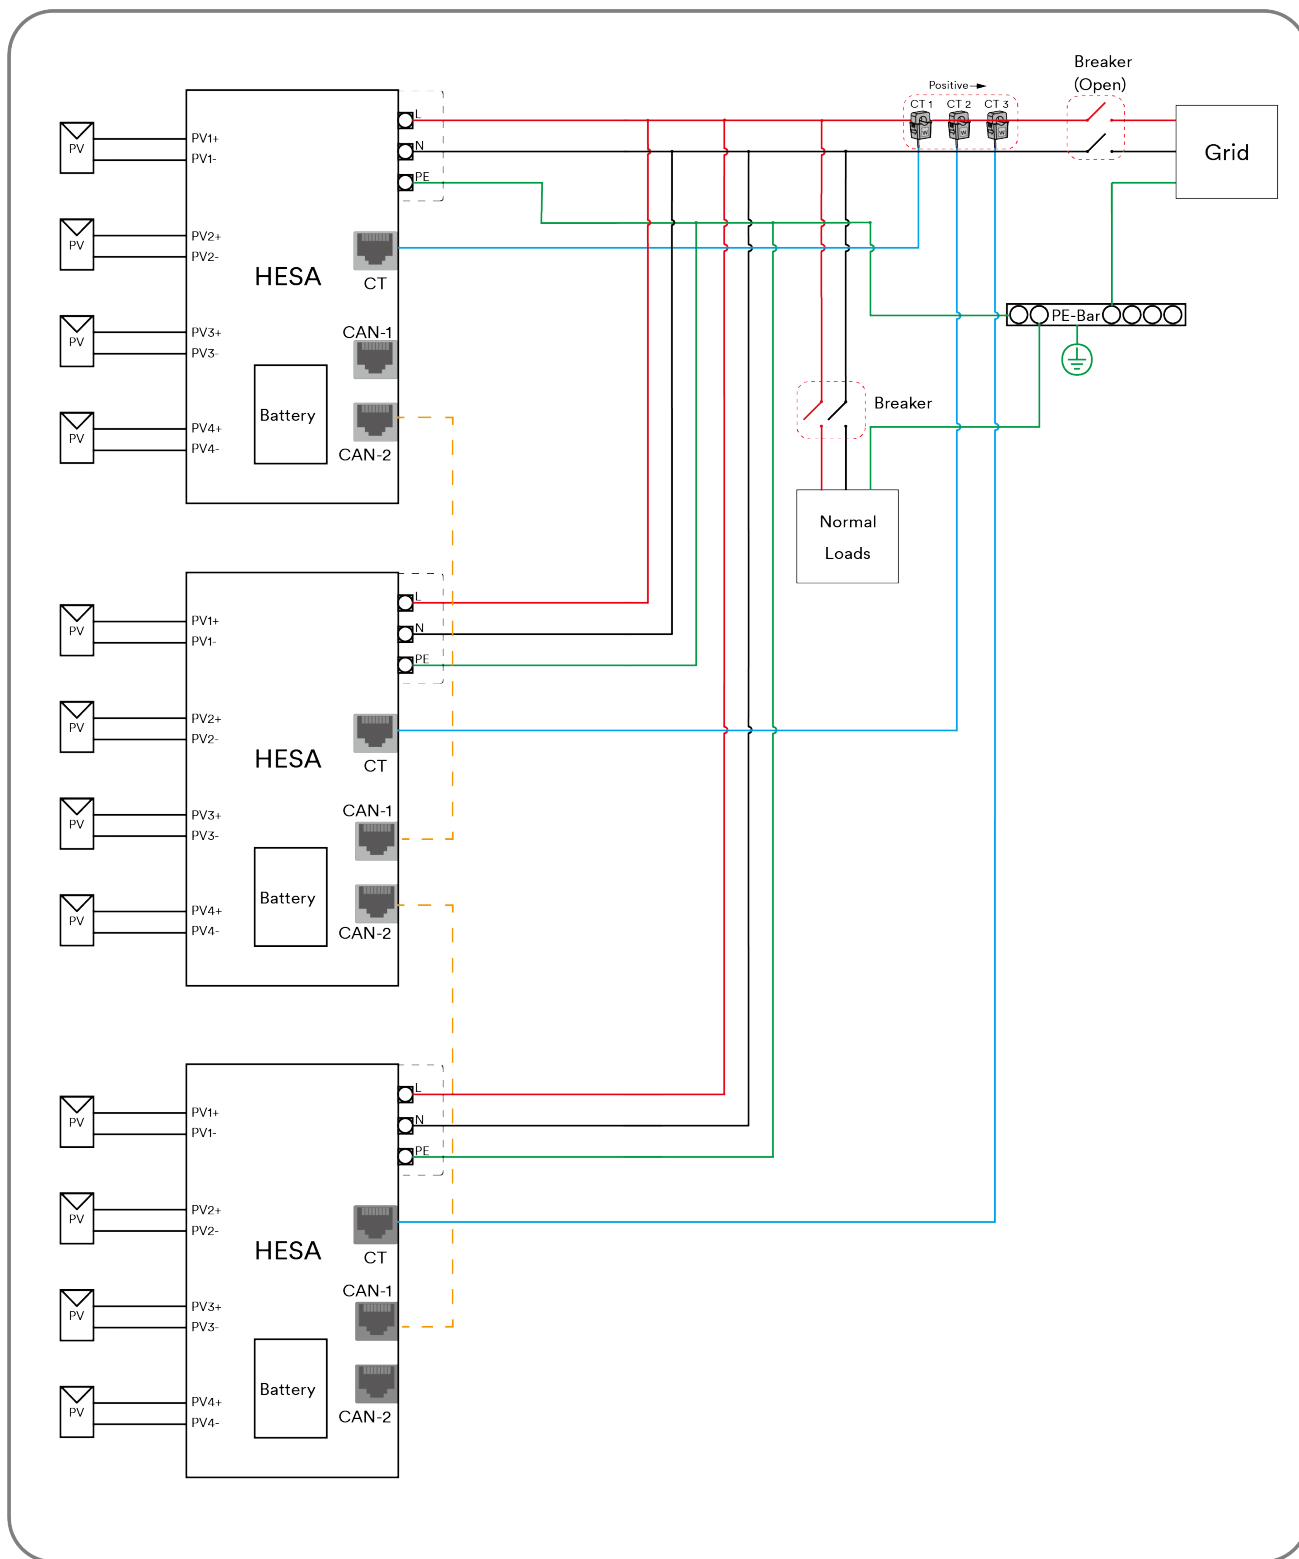 Breaker
(Open)
Positive
CT 1 CT 2 CT 3
Grid
L
N
PE
PV
PV1+
PV1-
PV
PV2+
PV2-
HESA
CT
PV
PV3+
PV3-
CAN-1
PV
PV4+
PV4-
Battery
CAN-2
PE-Bar
Breaker
Normal
Loads
L
N
PE
PV
PV1+
PV1-
PV
PV2+
PV2-
HESA
CT
PV
PV3+
PV3-
CAN-1
PV
PV4+
PV4-
Battery
CAN-2
L
N
PE
PV
PV1+
PV1-
PV
PV2+
PV2-
HESA
CT
PV
PV3+
PV3-
CAN-1
PV
PV4+
PV4-
Battery
CAN-2